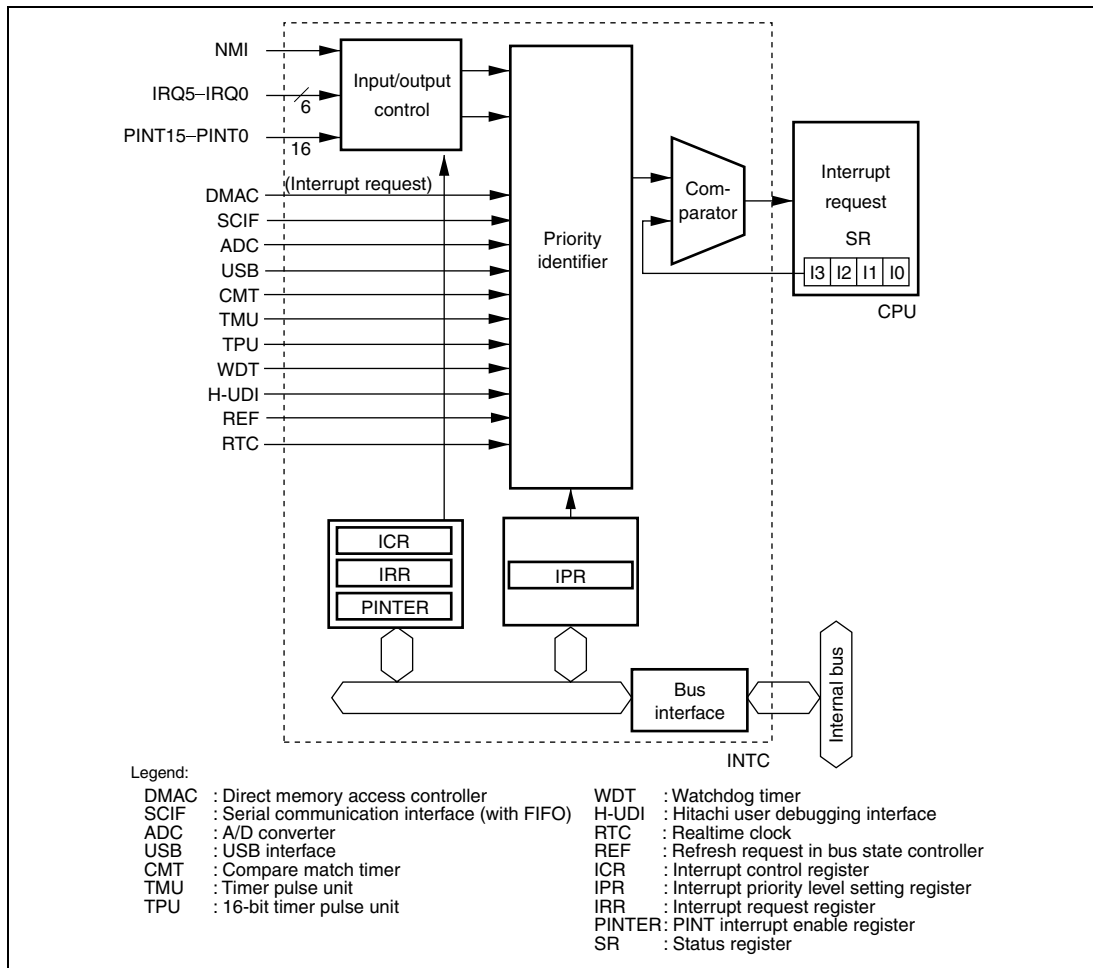 NMI
IRQ5–IRQ0
6
PINT15–PINT0
16
Input/output
control
(Interrupt request)
DMAC
SCIF
ADC
USB
CMT
TMU
TPU
WDT
H-UDI
REF
RTC
Priority
identifier
Com-
parator
Interrupt
request
SR
I3 I2 I1 I0
CPU
ICR
IRR
PINTER
IPR
Bus
interface
Internal bus
INTC
Legend:
DMAC : Direct memory access controller
SCIF : Serial communication interface (with FIFO)
ADC : A/D converter
USB : USB interface
CMT : Compare match timer
TMU : Timer pulse unit
TPU : 16-bit timer pulse unit
WDT : Watchdog timer
H-UDI : Hitachi user debugging interface
RTC : Realtime clock
REF : Refresh request in bus state controller
ICR : Interrupt control register
IPR : Interrupt priority level setting register
IRR : Interrupt request register
PINTER: PINT interrupt enable register
SR : Status register